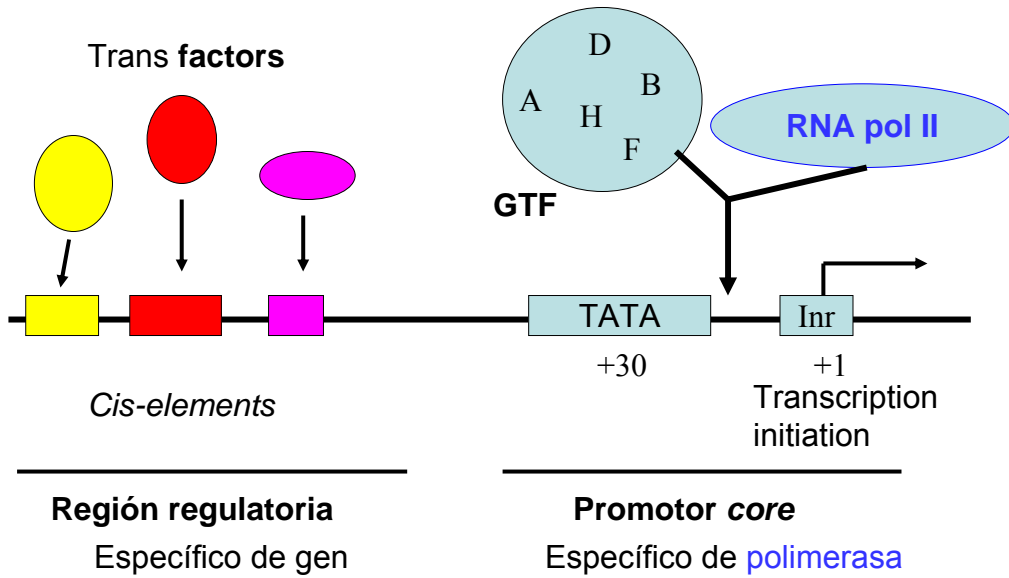 Trans factors
D
A
B
H
F
GTF
RNA pol II
TATA
Inr
+30
+1
Cis-elements
Transcription
initiation
Región regulatoria
Específico de gen
Promotor core
Específico de polimerasa